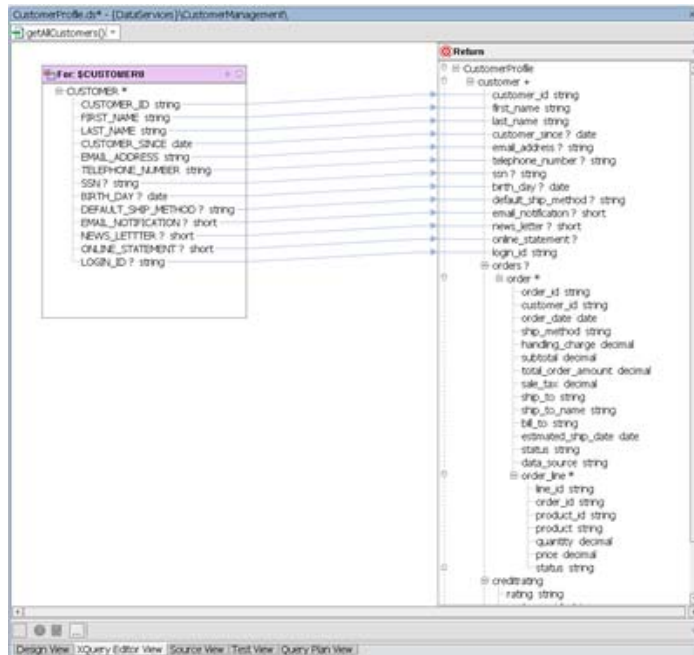 CustomerProfile.ds* - {DataServices}\CustomerManagement\
getAllCustomers()
For: $CUSTOMER0
CUSTOMER *
CUSTOMER_ID string
FIRST_NAME string
LAST_NAME string
CUSTOMER_SINCE date
EMAIL_ADDRESS string
TELEPHONE_NUMBER string
SSN ? string
BIRTH_DAY ? date
DEFAULT_SHIP_METHOD ? string
EMAIL_NOTIFICATION ? short
NEWS_LETTTER ? short
ONLINE_STATEMENT ? short
LOGIN_ID ? string
Return
CustomerProfile
customer +
customer_id string
first_name string
last_name string
customer_since ? date
email_address ? string
telephone_number ? string
ssn ? string
birth_day ? date
default_ship_method ? string
email_notification ? short
news_letter ? short
online_statement ?
login_id string
orders ?
order *
order_id string
customer_id string
order_date date
ship_method string
handling_charge decimal
subtotal decimal
total_order_amount decimal
sale_tax decimal
ship_to string
ship_to_name string
bill_to string
estimated_ship_date date
status string
data_source string
order_line *
line_id string
order_id string
product_id string
product string
quantity decimal
price decimal
status string
creditrating
rating string
Design View XQuery Editor View Source View Test View Query Plan View